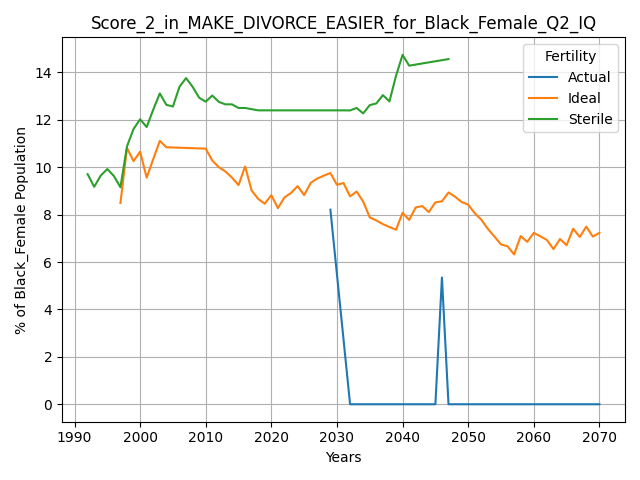 Score_2_in_MAKE_DIVORCE_EASIER_for_Black_Female_Q2_IQ
Fertility
Actual
Ideal
Sterile
% of Black_Female Population
14
12
10
8
6
4
2
0
1990 2000 2010 2020 2030 2040 2050 2060 2070
Years